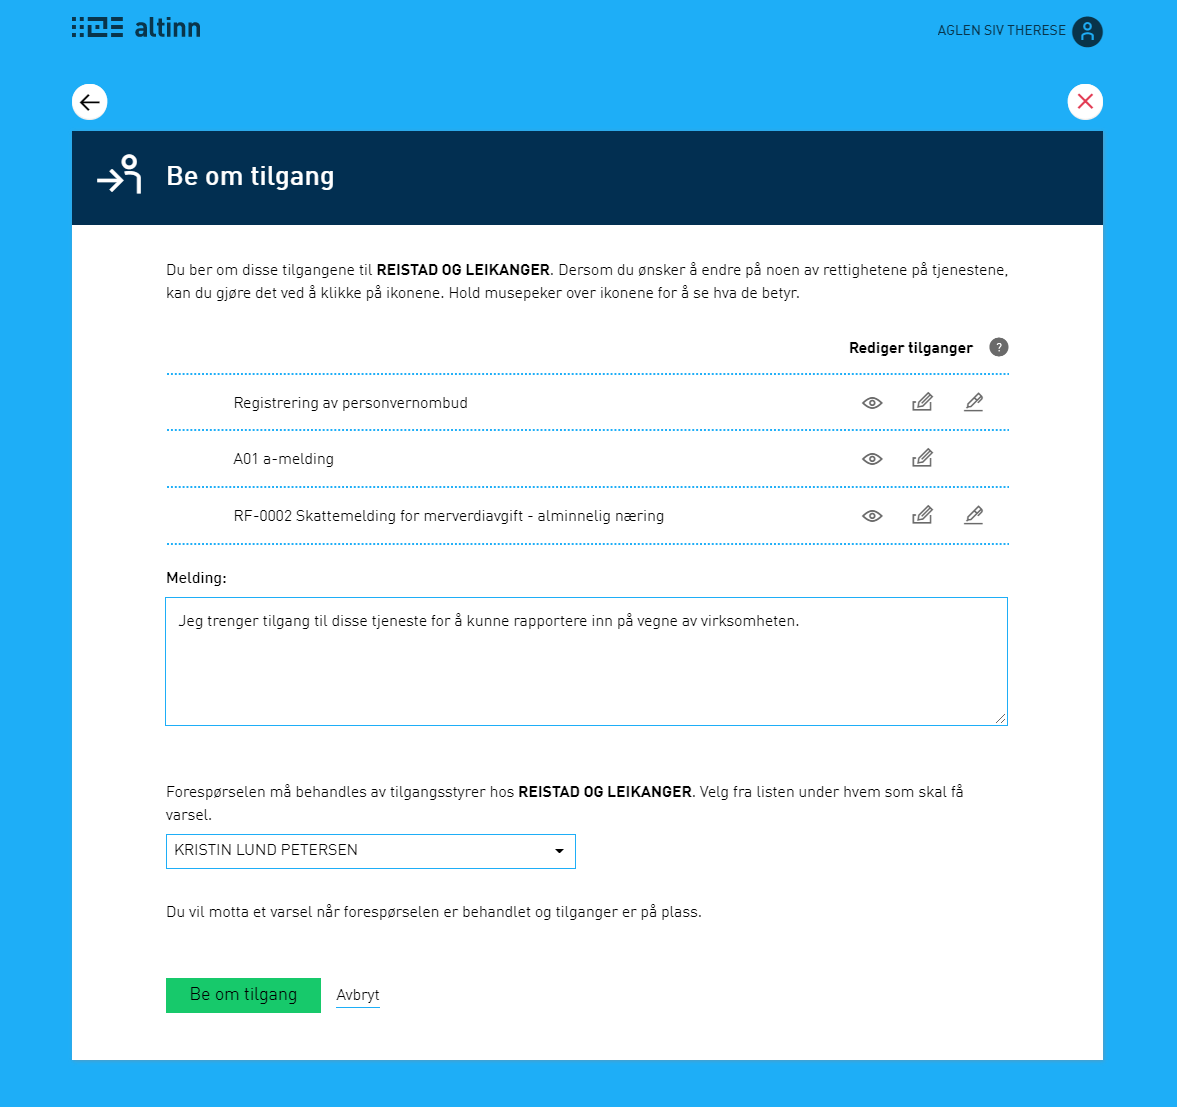 altinn
AGLEN SIV THERESE
Be om tilgang
Du ber om disse tilgangene til REISTAD OG LEIKANGER. Dersom du ønsker å endre på noen av rettighetene på tjenestene,
kan du gjøre det ved å klikke på ikonene. Hold musepeker over ikonene for å se hva de betyr.
Rediger tilganger ?
Registrering av personvernombud
A01 a-melding
RF-0002 Skattemelding for merverdiavgift - alminnelig næring
Melding:
Jeg trenger tilgang til disse tjeneste for å kunne rapportere inn på vegne av virksomheten.
Forespørselen må behandles av tilgangsstyrer hos REISTAD OG LEIKANGER. Velg fra listen under hvem som skal få
varsel.
KRISTIN LUND PETERSEN
Du vil motta et varsel når forespørselen er behandlet og tilganger er på plass.
Be om tilgang Avbryt